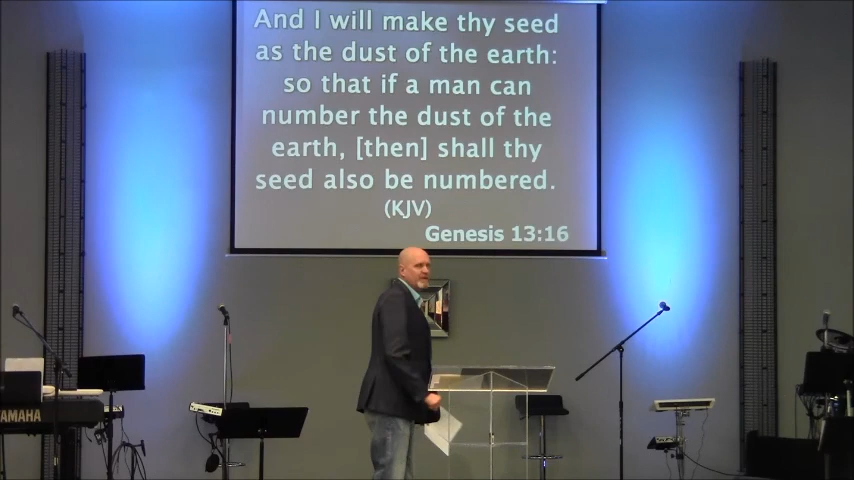 And I will make thy seed
as the dust of the earth:
so that if a man can
number the dust of the
earth, [then] shall thy
seed also be numbered.
(KJV)
Genesis 13:16
YAMAHA